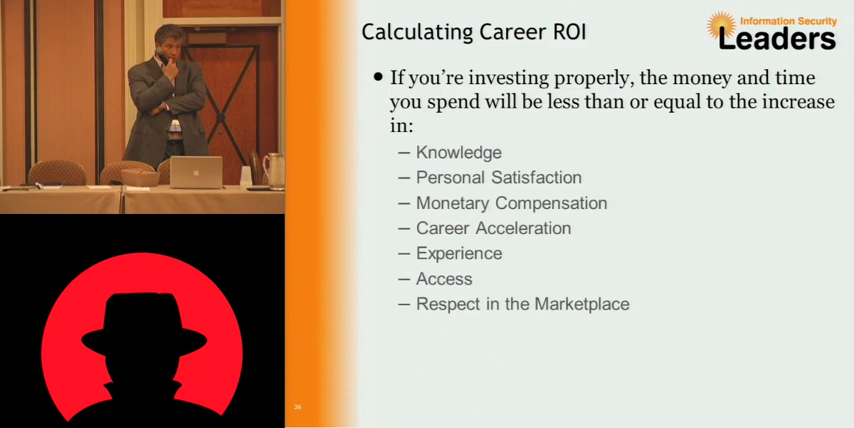 Calculating Career ROI
Information Security
Leaders
• If you're investing properly, the money and time
you spend will be less than or equal to the increase
in:
– Knowledge
– Personal Satisfaction
– Monetary Compensation
– Career Acceleration
– Experience
– Access
– Respect in the Marketplace
36